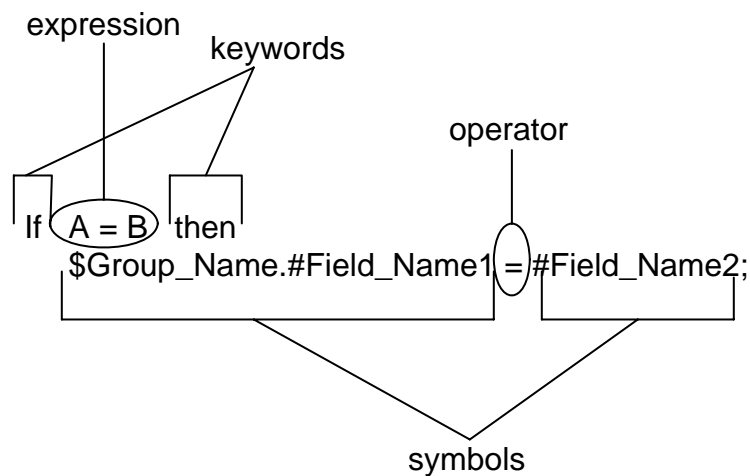 expression
keywords
operator
If A = B then
$Group_Name.#Field_Name1 = #Field_Name2;
symbols